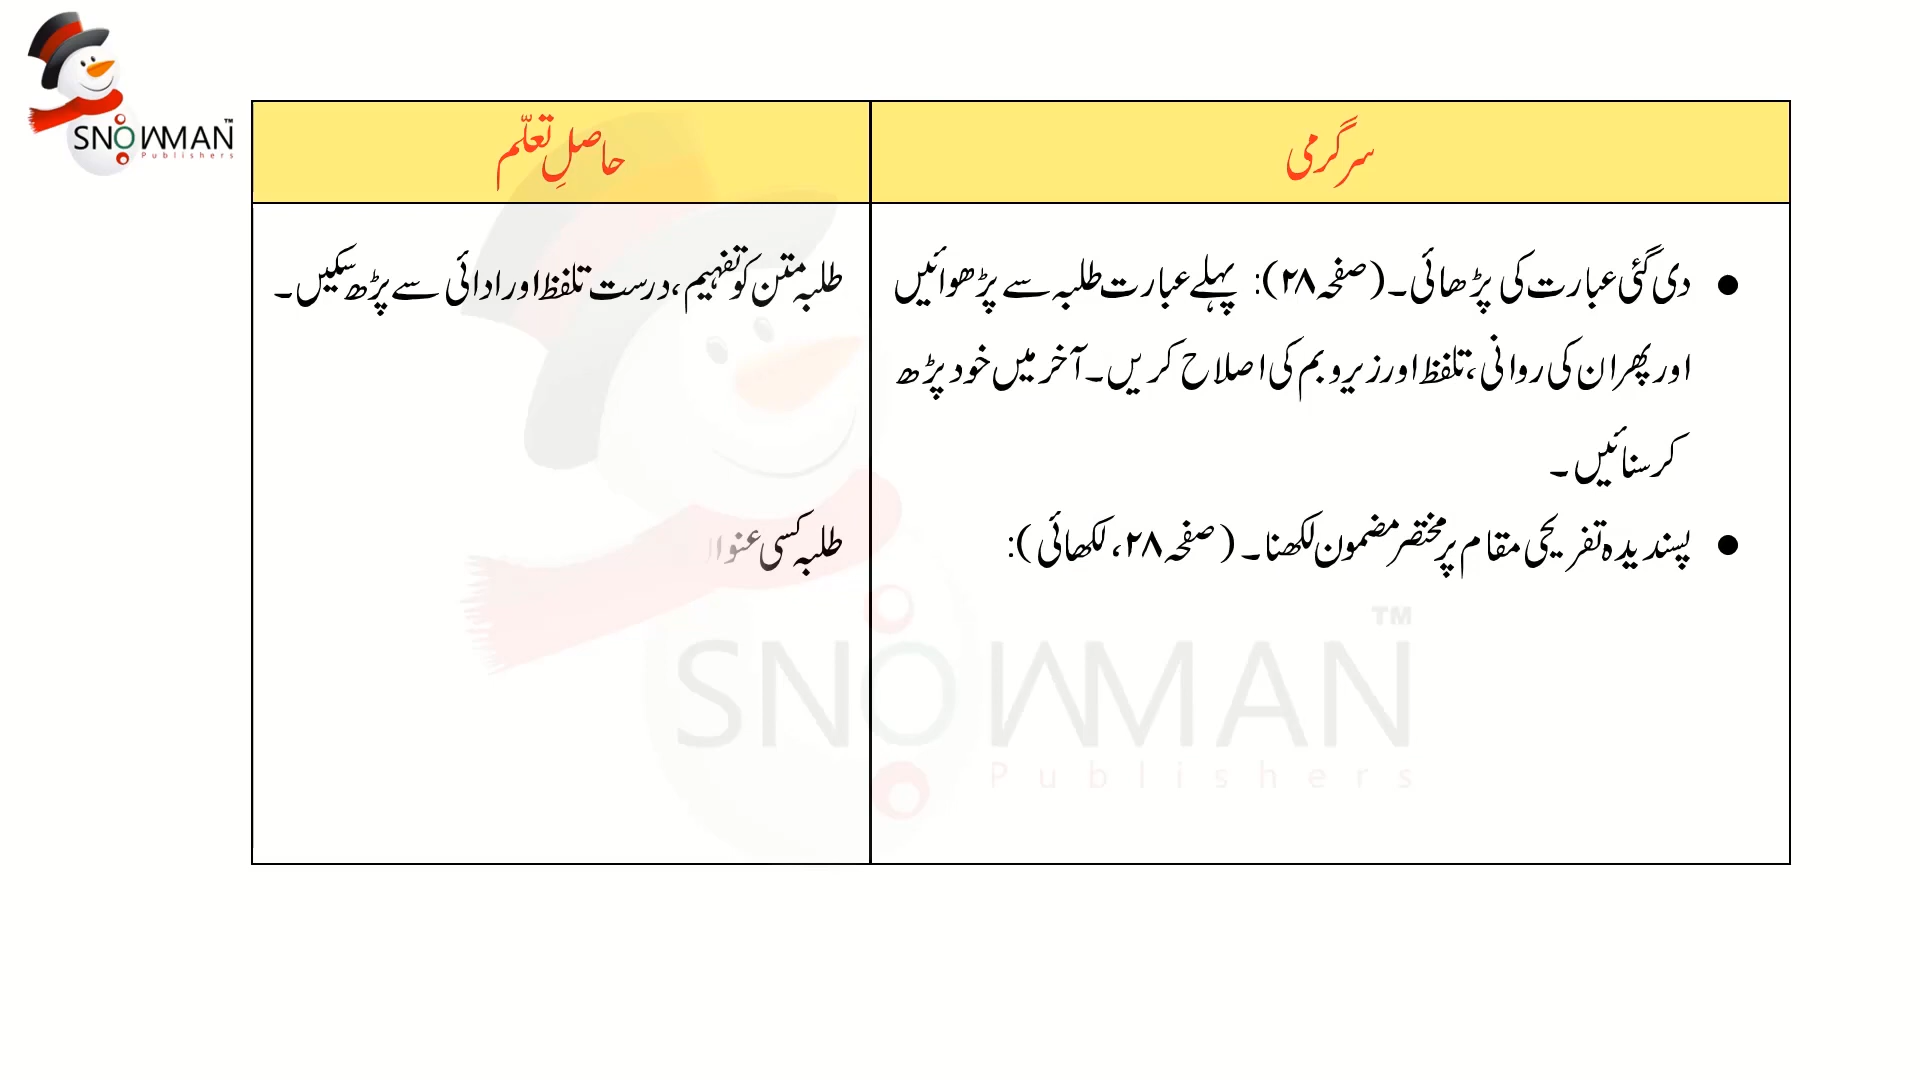 SNOWMAN™
Publishers
سرگرمی
حاصلِ تعلّم
● دی گئی عبارت کی پڑھائی۔ (صفحہ ۲۸): پہلے عبارت طلبہ سے پڑھوائیں
اور پھر ان کی روانی، تلفظ اور زیر و بم کی اصلاح کریں۔ آخر میں خود پڑھ
کر سنائیں۔
● پسندیدہ تفریحی مقام پر مختصر مضمون لکھنا۔ (صفحہ ۲۸، لکھائی):
طلبہ متن کو تفہیم، درست تلفظ اور ادائی سے پڑھ سکیں۔
طلبہ کسی عنوا
SNOWMAN™
Publishers